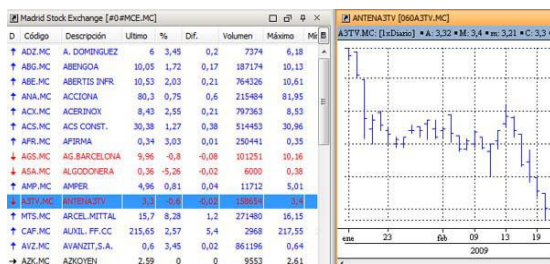 Madrid Stock Exchange [#0#MCE.MC]
D Código Descripción Ultimo % Dif. Volumen Máximo Mír
ADZ.MC A. DOMINGUEZ 6 3,45 0,2 7374 6,18
ABG.MC ABENGOA 10,05 1,72 0,17 187174 10,13
ABE.MC ABERTIS INFR 10,53 2,03 0,21 764326 10,61
ANA.MC ACCIONA 80,3 0,75 0,6 215484 81,95
ACX.MC ACERINOX 8,43 2,55 0,21 797363 8,53
ACS.MC ACS CONST. 30,38 1,27 0,38 514453 30,96
AFR.MC AFIRMA 0,34 3,03 0,01 250441 0,35
AGS.MC AG.BARCELONA 9,96 -0,8 -0,08 101251 10,16
ASA.MC ALGODONERA 0,36 -5,26 -0,02 6000 0,38
AMP.MC AMPER 4,96 0,81 0,04 11712 5,01
A3TV.MC ANTENA3TV 3,3 -0,6 -0,02 158654 3,4
MTS.MC ARCEL.MITTAL 15,7 8,28 1,2 271480 16,15
CAF.MC AUXIL. FF.CC 215,65 2,57 5,4 2968 217,55
AVZ.MC AVANZIT,S.A. 0,6 3,45 0,02 861196 0,64
AZK.MC AZKOYEN 2,59 0 0 9553 2,61
ANTENA3TV [060A3TV.MC]
A3TV.MC: [1xDiario] A: 3,32 M: 3,4 m: 3,21 C: 3,3
ene 23 feb 09 13 19
2009